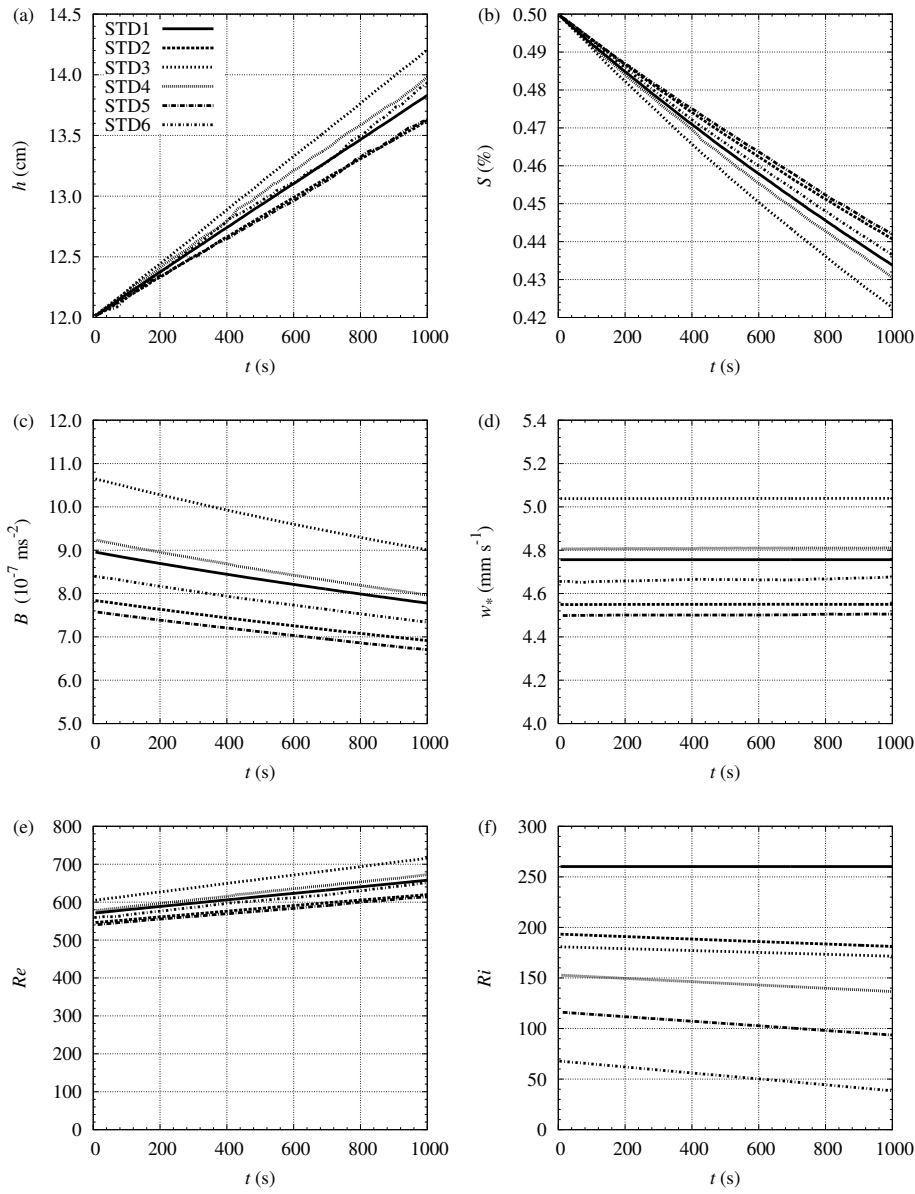 (a)
14.5
14.0
13.5
13.0
12.5
12.0
h (cm)
STD1
STD2
STD3
STD4
STD5
STD6
0 200 400 600 800 1000
t (s)
(b)
0.50
0.49
0.48
0.47
0.46
0.45
0.44
0.43
0.42
S (%)
0 200 400 600 800 1000
t (s)
(c)
12.0
11.0
10.0
9.0
8.0
7.0
6.0
5.0
B (10⁻⁷ ms⁻²)
0 200 400 600 800 1000
t (s)
(d)
5.4
5.2
5.0
4.8
4.6
4.4
4.2
4.0
w* (mm s⁻¹)
0 200 400 600 800 1000
t (s)
(e)
800
700
600
500
400
300
200
100
0
Re
0 200 400 600 800 1000
t (s)
(f)
300
250
200
150
100
50
0
Ri
0 200 400 600 800 1000
t (s)